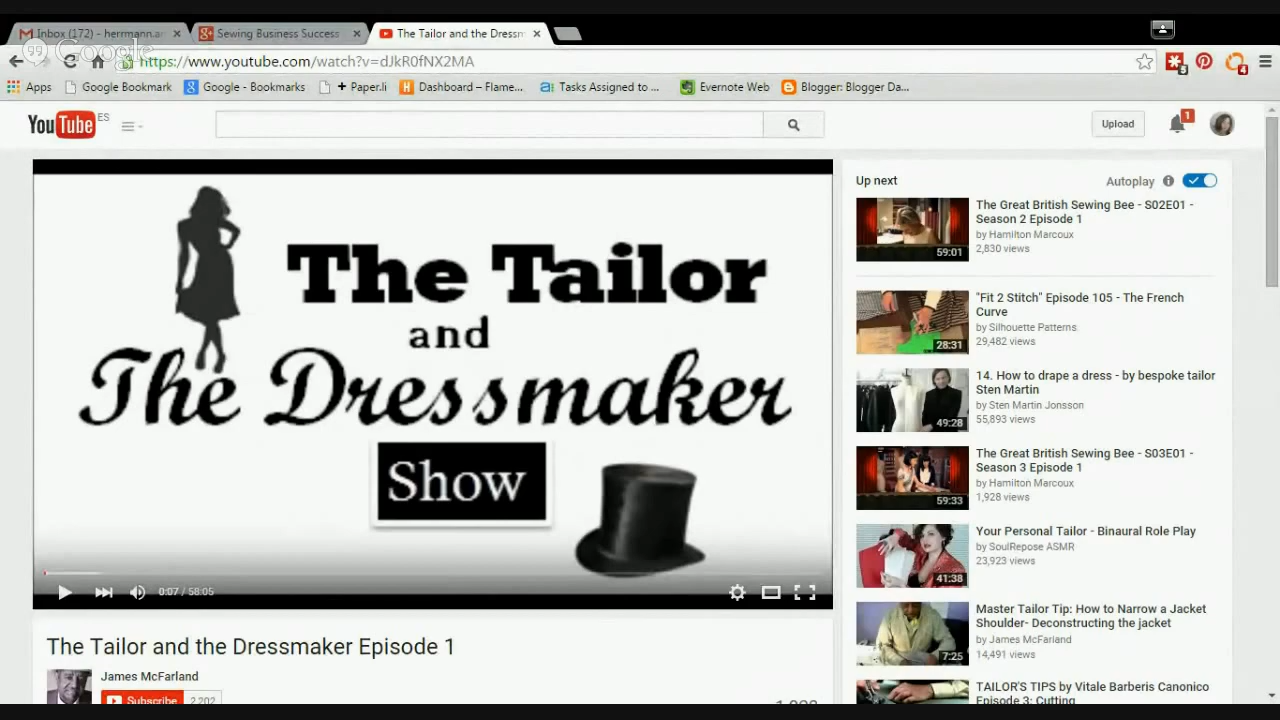 Inbox (172) - hermann.ar
Sewing Business Success
The Tailor and the Dressm
Google
https://www.youtube.com/watch?v=dJkR0fNX2MA
5
4
Apps
Google Bookmark
Google - Bookmarks
+ Paper.li
Dashboard – Flame...
Tasks Assigned to ...
Evernote Web
Blogger: Blogger Da...
YouTube ES
Upload
1
The Tailor
and
The Dressmaker
Show
0:07 / 58:05
The Tailor and the Dressmaker Episode 1
James McFarland
Subscribe 2,202
Up next
Autoplay
The Great British Sewing Bee - S02E01 -
Season 2 Episode 1
by Hamilton Marcoux
2,830 views
59:01
"Fit 2 Stitch" Episode 105 - The French
Curve
by Silhouette Patterns
29,482 views
28:31
14. How to drape a dress - by bespoke tailor
Sten Martin
by Sten Martin Jonsson
55,893 views
49:28
The Great British Sewing Bee - S03E01 -
Season 3 Episode 1
by Hamilton Marcoux
1,928 views
59:33
Your Personal Tailor - Binaural Role Play
by SoulRepose ASMR
23,923 views
41:38
Master Tailor Tip: How to Narrow a Jacket
Shoulder- Deconstructing the jacket
by James McFarland
14,491 views
7:25
TAILOR'S TIPS by Vitale Barberis Canonico
Episode 3: Cutting